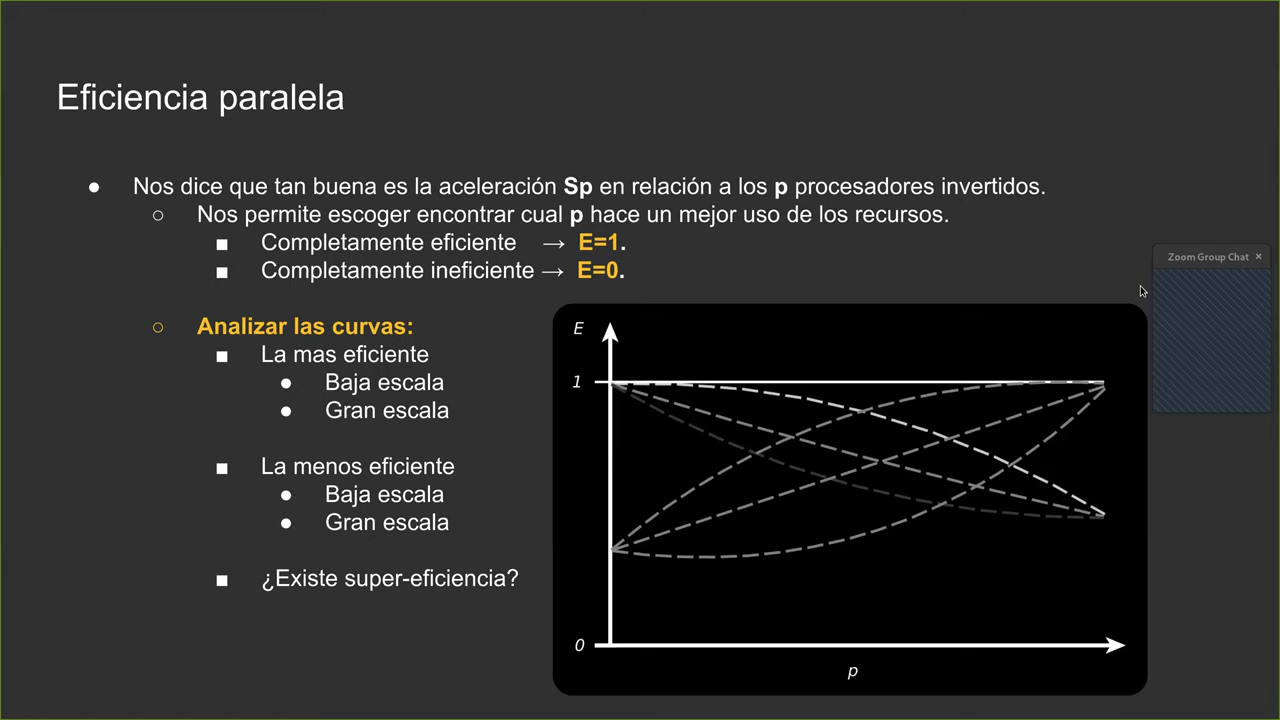 Eficiencia paralela
● Nos dice que tan buena es la aceleración Sp en relación a los p procesadores invertidos.
○ Nos permite escoger encontrar cual p hace un mejor uso de los recursos.
■ Completamente eficiente → E=1.
■ Completamente ineficiente → E=0.
○ Analizar las curvas:
■ La mas eficiente
● Baja escala
● Gran escala
■ La menos eficiente
● Baja escala
● Gran escala
■ ¿Existe super-eficiencia?
E
1
0
p
Zoom Group Chat ×